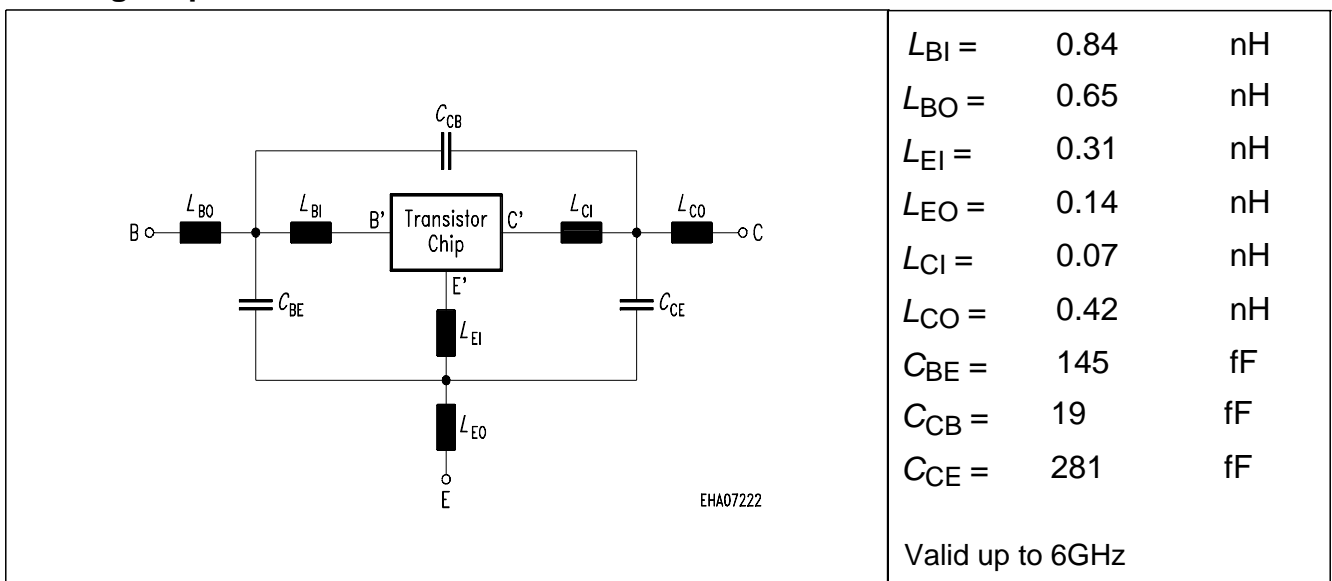 C_CB
L_BO
L_BI
B'
Transistor
Chip
C'
L_CI
L_CO
B
C
E'
C_BE
L_EI
C_CE
L_EO
E
EHA07222
L_BI = 0.84 nH
L_BO = 0.65 nH
L_EI = 0.31 nH
L_EO = 0.14 nH
L_CI = 0.07 nH
L_CO = 0.42 nH
C_BE = 145 fF
C_CB = 19 fF
C_CE = 281 fF
Valid up to 6GHz